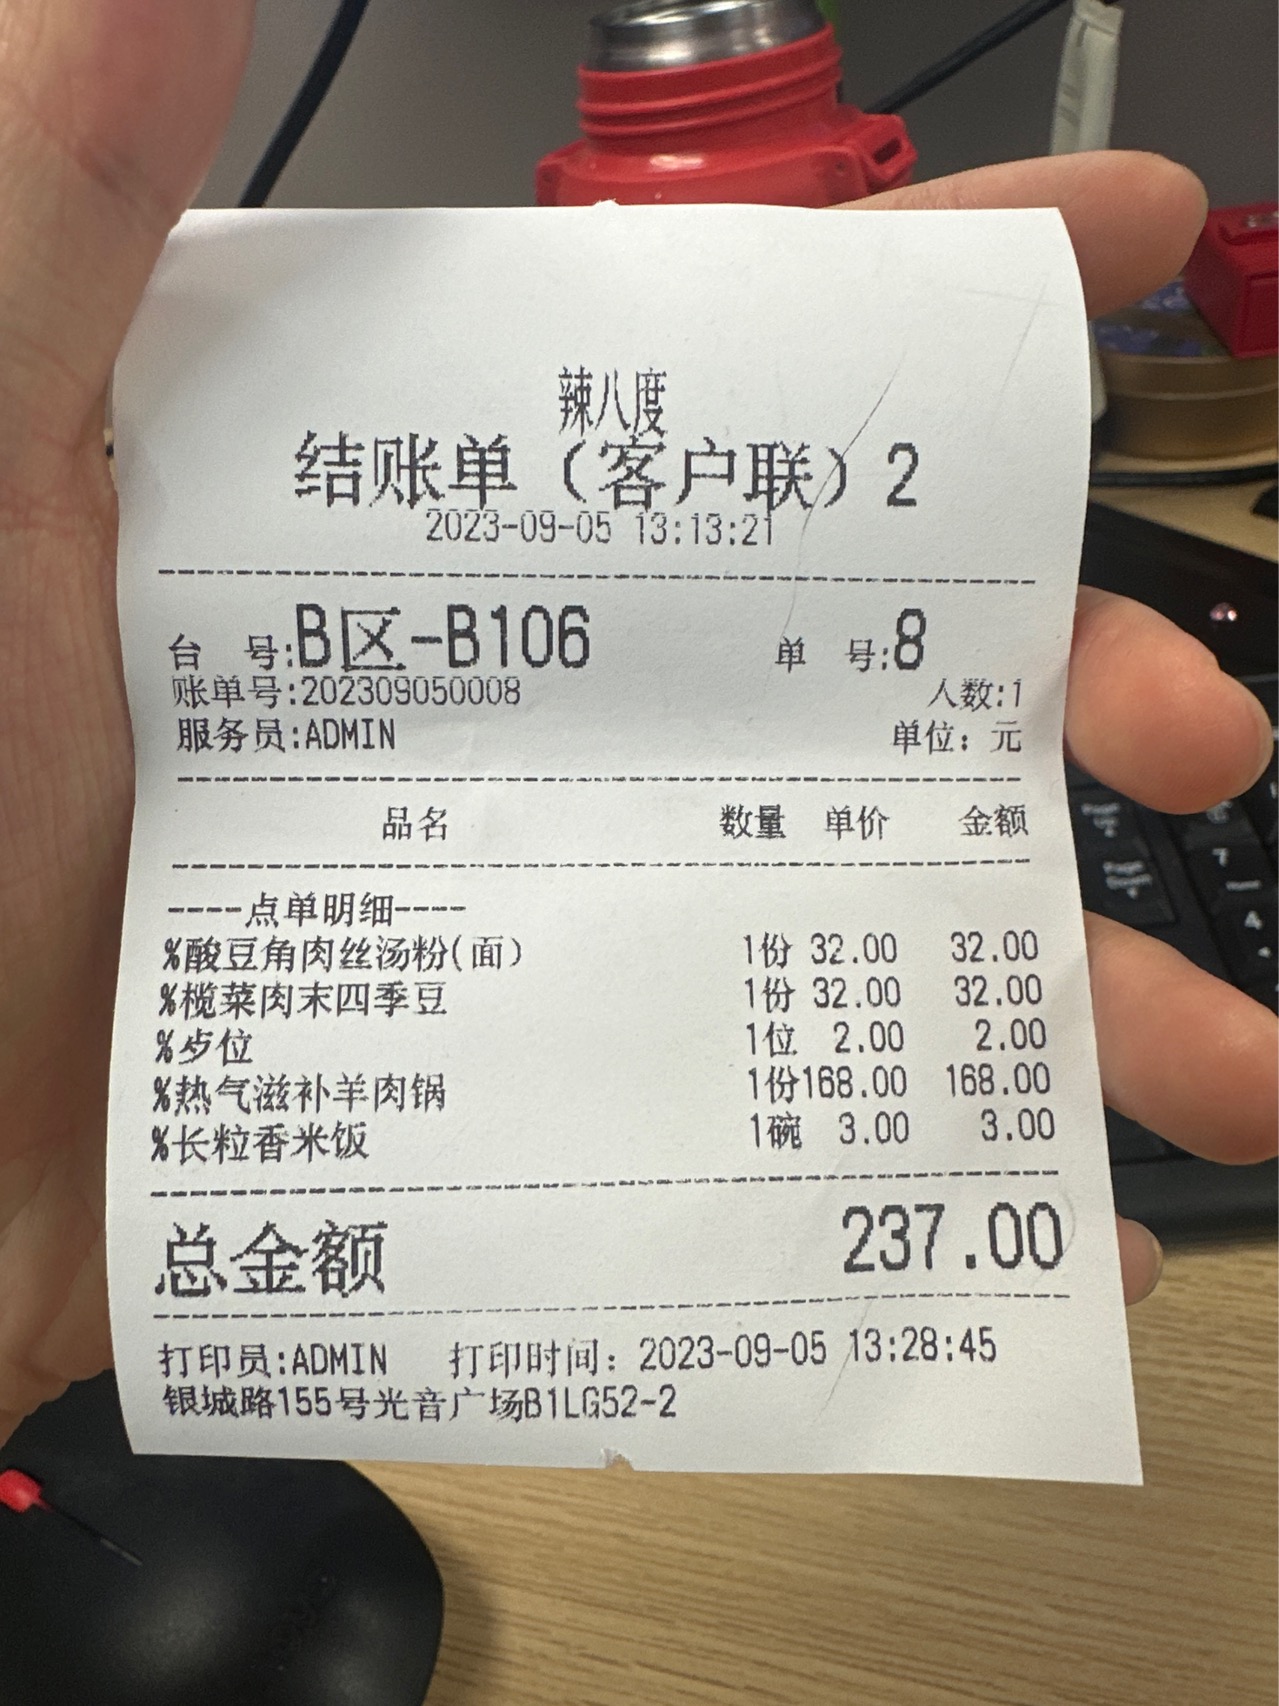 辣八度
结账单（客户联）2
2023-09-05 13:13:21
台 号:B区-B106 单 号:8
账单号:202309050008 人数:1
服务员:ADMIN 单位：元
品名 数量 单价 金额
----点单明细----
%酸豆角肉丝汤粉(面） 1份 32.00 32.00
%榄菜肉末四季豆 1份 32.00 32.00
%歺位 1位 2.00 2.00
%热气滋补羊肉锅 1份168.00 168.00
%长粒香米饭 1碗 3.00 3.00
总金额 237.00
打印员:ADMIN 打印时间：2023-09-05 13:28:45
银城路155号光音广场B1LG52-2